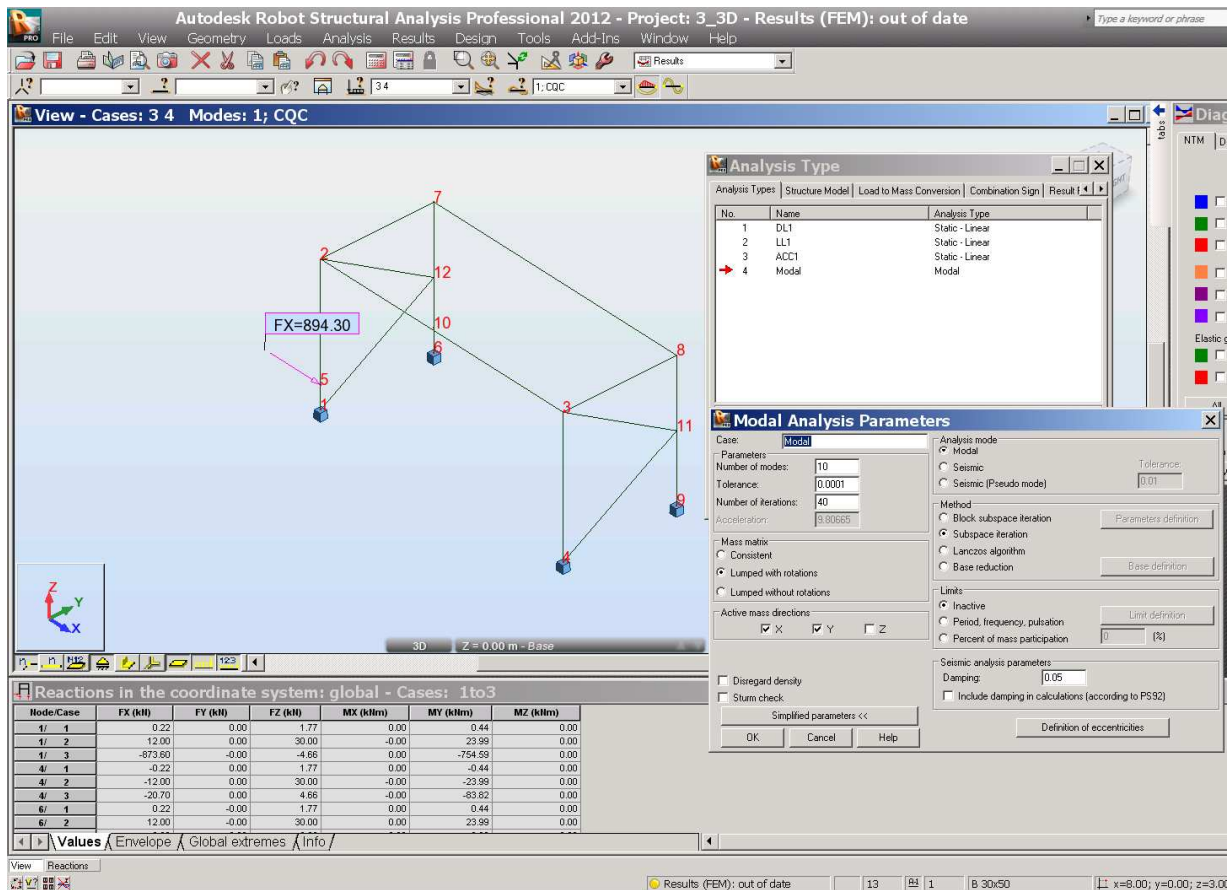 Autodesk Robot Structural Analysis Professional 2012 - Project: 3_3D - Results (FEM): out of date
Type a keyword or phrase
PRO
File Edit View Geometry Loads Analysis Results Design Tools Add-Ins Window Help
Results
3 4
1; CQC
View - Cases: 3 4 Modes: 1; CQC
tabs
Diag
NTM
D
7
2
12
FX=894.30
10
6
5
1
8
3
11
9
4
Z
Y
X
3D
Z = 0.00 m - Base
123
Elastic g
All
Analysis Type
Analysis Types
Structure Model
Load to Mass Conversion
Combination Sign
Result F
No. Name Analysis Type
1 DL1 Static - Linear
2 LL1 Static - Linear
3 ACC1 Static - Linear
4 Modal Modal
Modal Analysis Parameters
Case: Modal
Parameters
Number of modes: 10
Tolerance: 0.0001
Number of iterations: 40
Acceleration: 9.80665
Mass matrix
Consistent
Lumped with rotations
Lumped without rotations
Active mass directions
X Y Z
Disregard density
Sturm check
Simplified parameters <<
OK Cancel Help
Analysis mode
Modal
Seismic
Seismic (Pseudo mode)
Tolerance:
0.01
Method
Block subspace iteration
Parameters definition
Subspace iteration
Lanczos algorithm
Base reduction
Base definition
Limits
Inactive
Period, frequency, pulsation
Limit definition
Percent of mass participation
0 (%)
Seismic analysis parameters
Damping: 0.05
Include damping in calculations (according to PS92)
Definition of eccentricities
Reactions in the coordinate system: global - Cases: 1to3
Node/Case FX (kN) FY (kN) FZ (kN) MX (kNm) MY (kNm) MZ (kNm)
1/ 1 0.22 0.00 1.77 0.00 0.44 0.00
1/ 2 12.00 0.00 30.00 -0.00 23.99 0.00
1/ 3 -873.60 -0.00 -4.66 0.00 -754.59 0.00
4/ 1 -0.22 0.00 1.77 0.00 -0.44 0.00
4/ 2 -12.00 0.00 30.00 -0.00 -23.99 0.00
4/ 3 -20.70 0.00 4.66 0.00 -83.82 0.00
6/ 1 0.22 -0.00 1.77 0.00 0.44 0.00
6/ 2 12.00 -0.00 30.00 0.00 23.99 0.00
Values Envelope Global extremes Info
View Reactions
Results (FEM): out of date
13
1
B 30x50
x=8.00; y=0.00; z=3.00